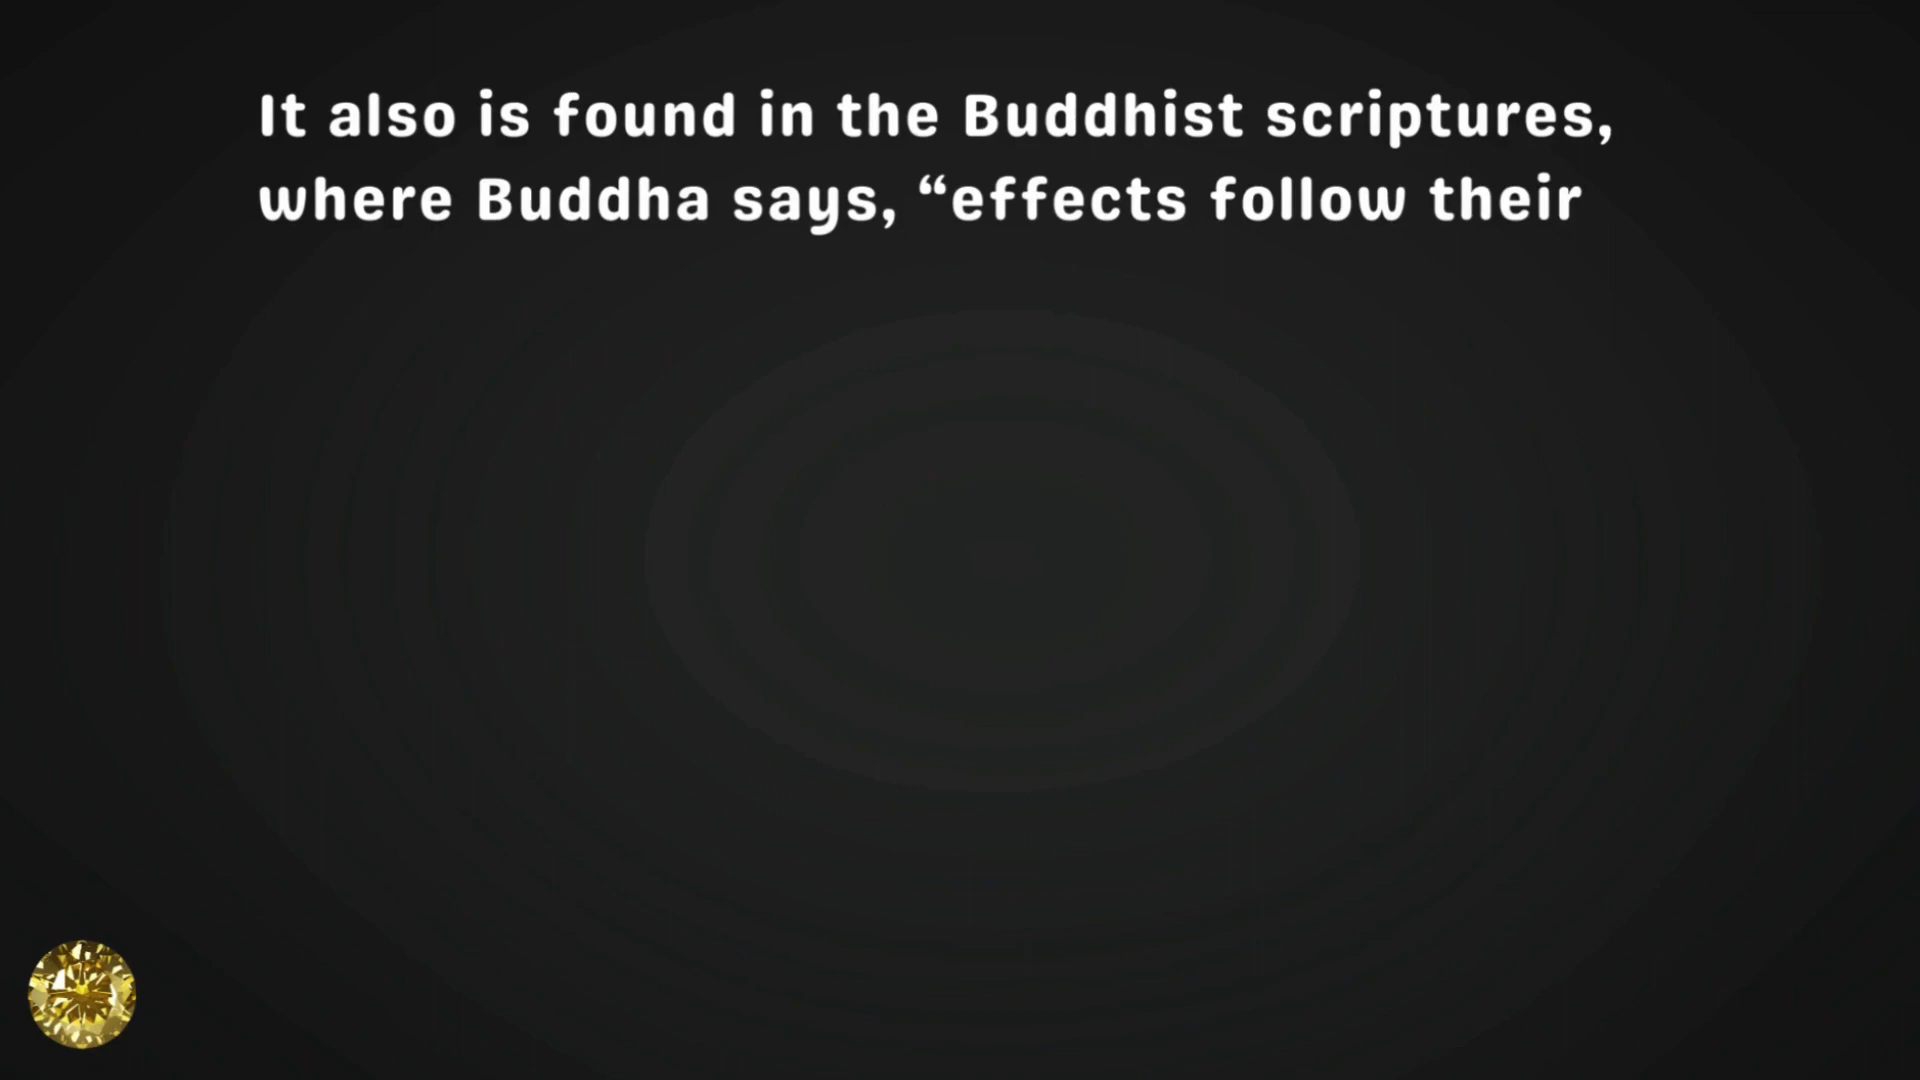 It also is found in the Buddhist scriptures,
where Buddha says, “effects follow their